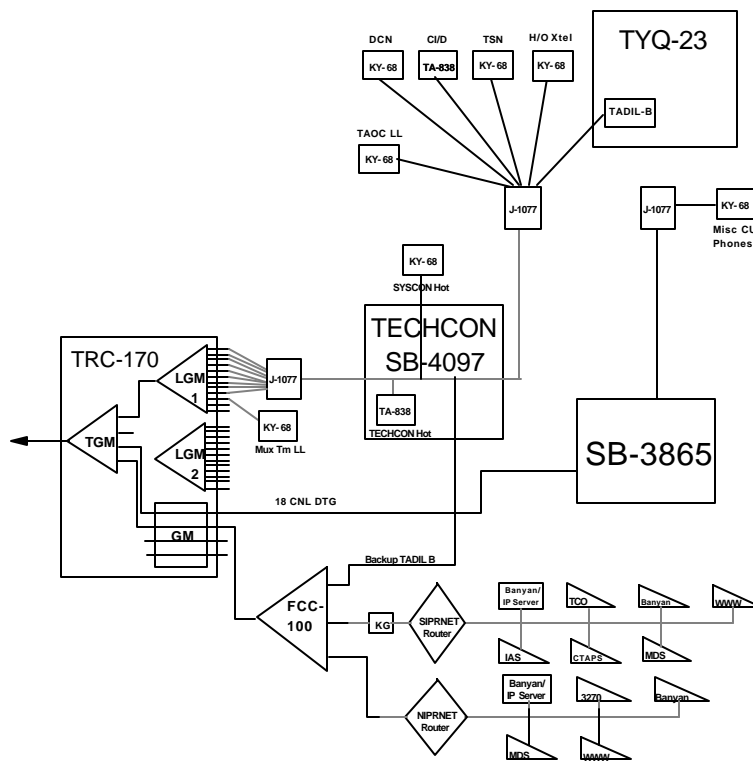 DCN
CI/D
TSN
H/O Xtel
TYQ-23
KY-68
TA-838
KY-68
KY-68
TADIL-B
TAOC LL
KY-68
J-1077
J-1077
KY-68
Misc CU
Phones
KY-68
SYSCON Hot
TECHCON
SB-4097
TRC-170
LGM
1
J-1077
TA-838
TECHCON Hot
KY-68
Mux Tm LL
TGM
LGM
2
SB-3865
18 CNL DTG
GM
Backup TADIL B
FCC-
100
KG
SIPRNET
Router
Banyan/
IP Server
TCO
Banyan
WWW
IAS
CTAPS
MDS
NIPRNET
Router
Banyan/
IP Server
3270
Banyan
MDS
WWW